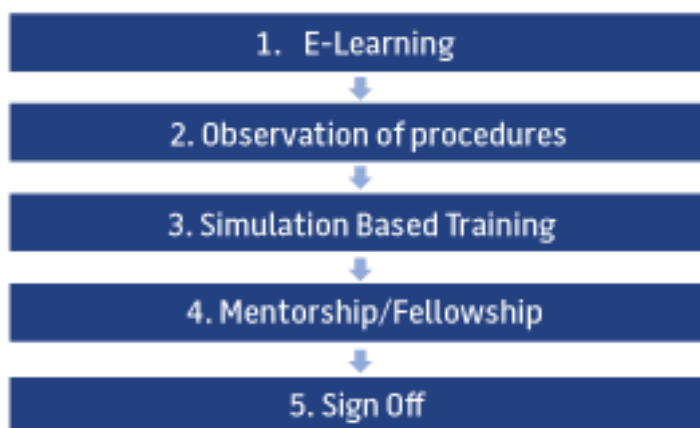 1. E-Learning
2. Observation of procedures
3. Simulation Based Training
4. Mentorship/Fellowship
5. Sign Off